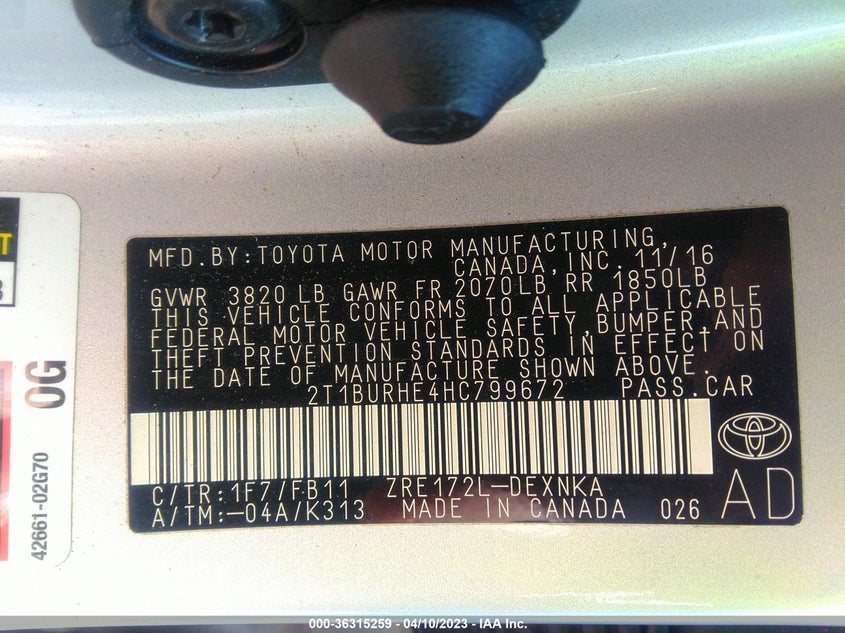 MFD.BY:TOYOTA MOTOR MANUFACTURING,
CANADA,INC. 11/16
GVWR 3820 LB GAWR FR 2070LB RR 1850LB
THIS VEHICLE CONFORMS TO ALL APPLICABLE
FEDERAL MOTOR VEHICLE SAFETY,BUMPER,AND
THEFT PREVENTION STANDARDS IN EFFECT ON
THE DATE OF MANUFACTURE SHOWN ABOVE.
2T1BURHE4HC799672 PASS.CAR
C/TR:1F7/FB11 ZRE172L-DEXNKA
A/TM:-04A/K313 MADE IN CANADA 026
AD
OG
42661-02G70
000-36315259 - 04/10/2023 - IAA Inc.